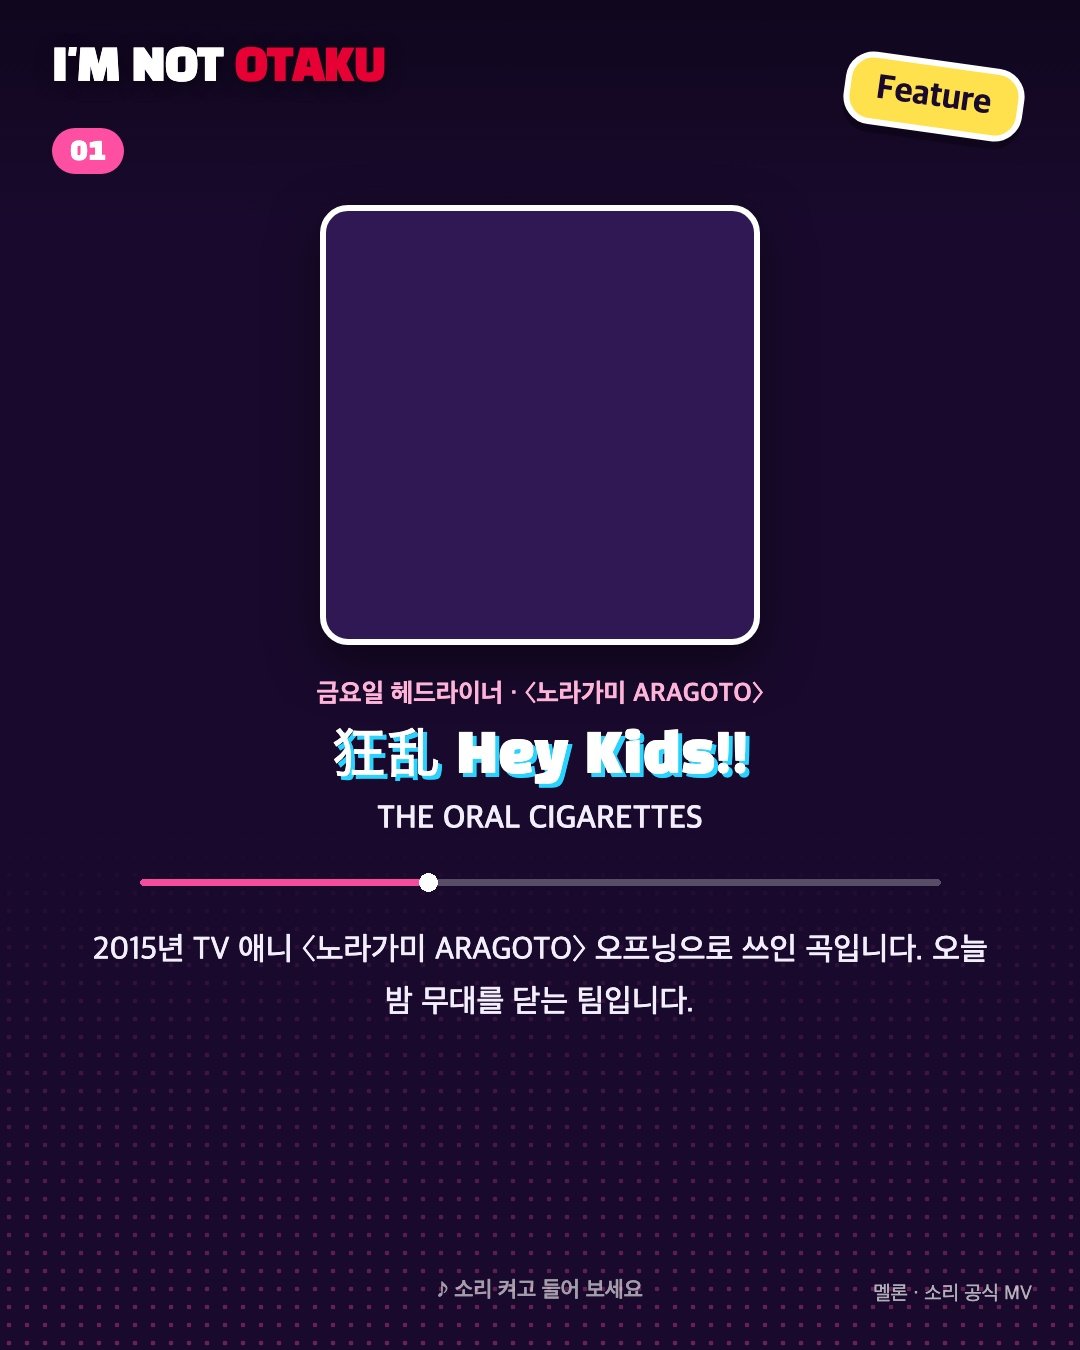 I'M NOT OTAKU
Feature
01
금요일 헤드라이너 · 〈노라가미 ARAGOTO〉
狂乱 Hey Kids!!
THE ORAL CIGARETTES
2015년 TV 애니 〈노라가미 ARAGOTO〉 오프닝으로 쓰인 곡입니다. 오늘
밤 무대를 닫는 팀입니다.
♪ 소리 켜고 들어 보세요
멜론 · 소리 공식 MV